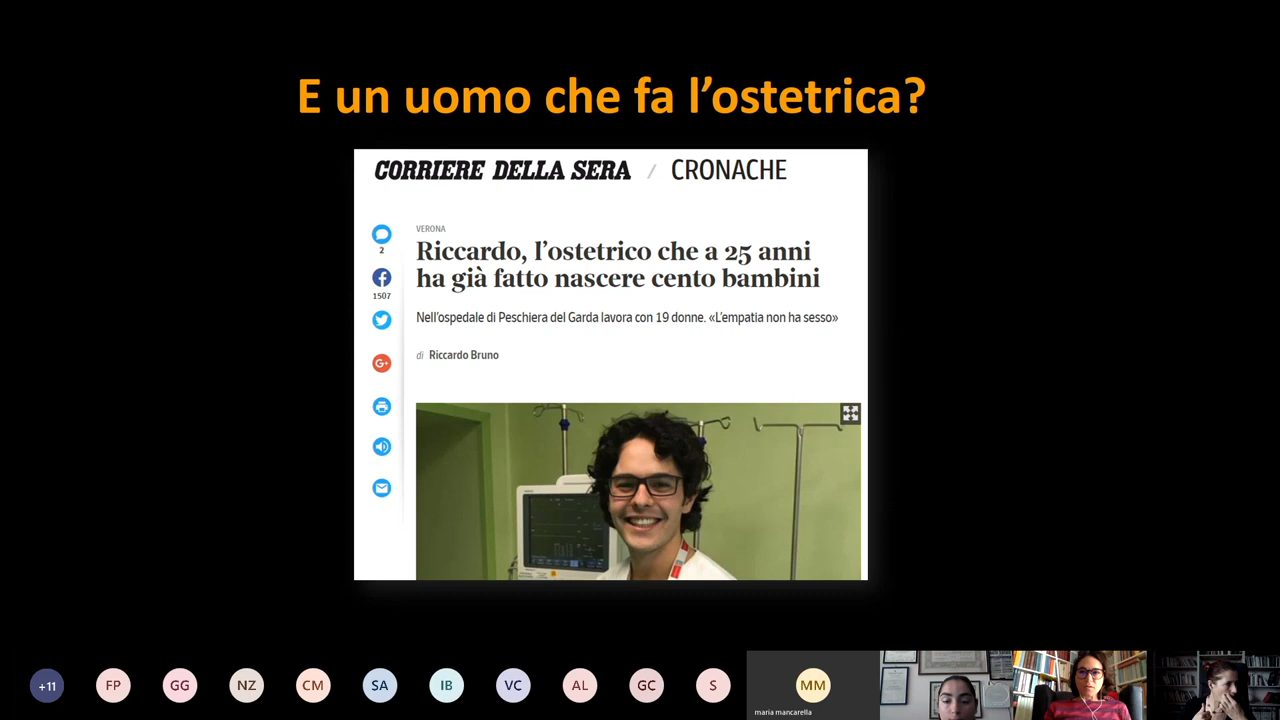 E un uomo che fa l’ostetrica?
CORRIERE DELLA SERA / CRONACHE
VERONA
Riccardo, l’ostetrico che a 25 anni
ha già fatto nascere cento bambini
2
1507
Nell’ospedale di Peschiera del Garda lavora con 19 donne. «L’empatia non ha sesso»
di Riccardo Bruno
G+
+11 FP GG NZ CM SA IB VC AL GC S MM
maria mancarella